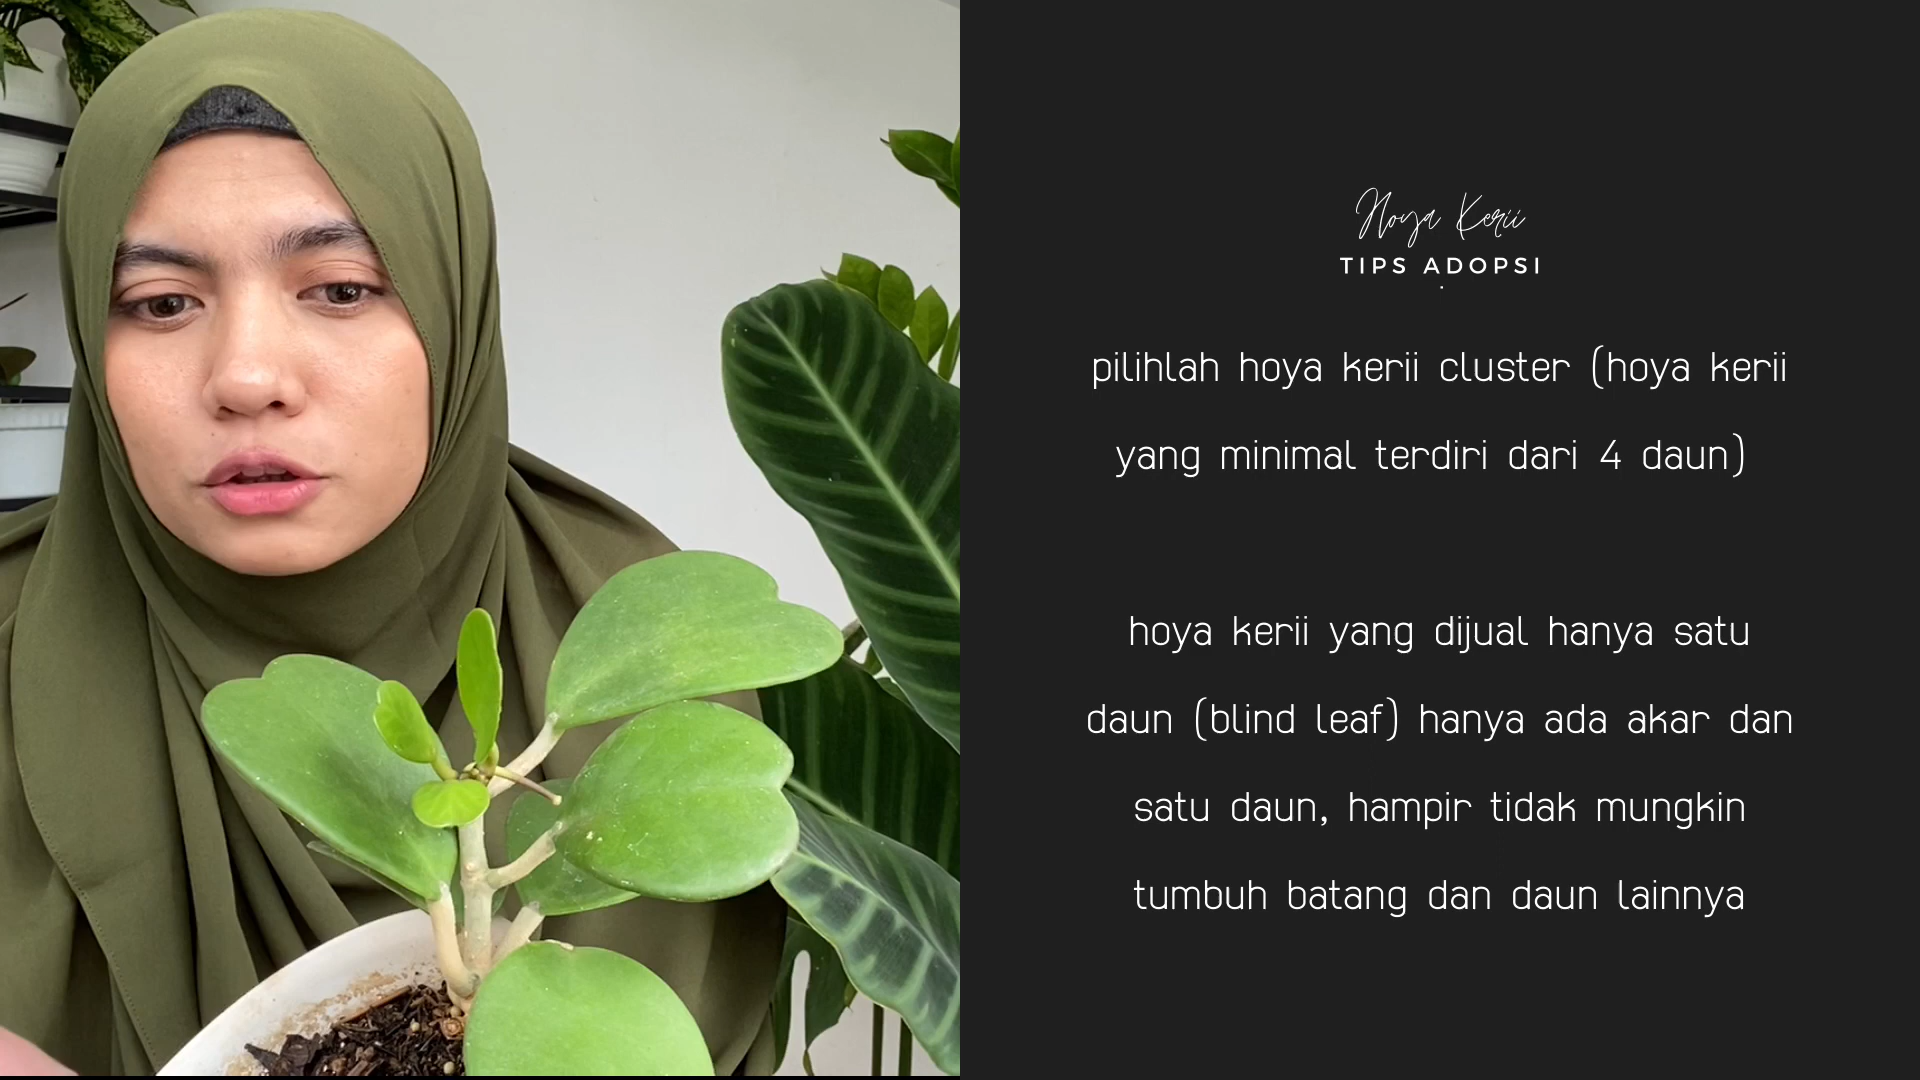 Hoya Kerii
TIPS ADOPSI
pilihlah hoya kerii cluster (hoya kerii
yang minimal terdiri dari 4 daun)
hoya kerii yang dijual hanya satu
daun (blind leaf) hanya ada akar dan
satu daun, hampir tidak mungkin
tumbuh batang dan daun lainnya